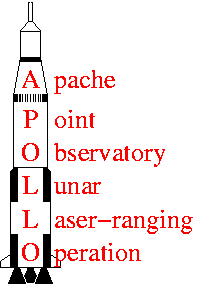 Apache
Point
Observatory
Lunar
Laser-ranging
Operation